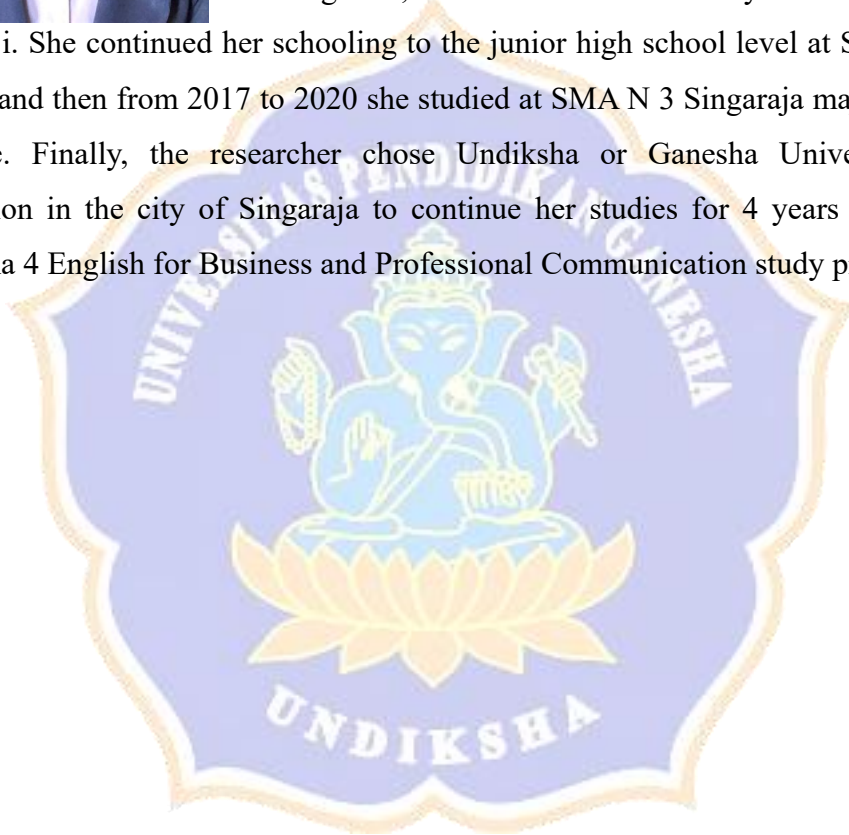 i. She continued her schooling to the junior high school level at S
and then from 2017 to 2020 she studied at SMA N 3 Singaraja ma
e. Finally, the researcher chose Undiksha or Ganesha Unive
on in the city of Singaraja to continue her studies for 4 years
a 4 English for Business and Professional Communication study p
UNIVERSITAS PENDIDIKAN GANESHA
UNDIKSHA